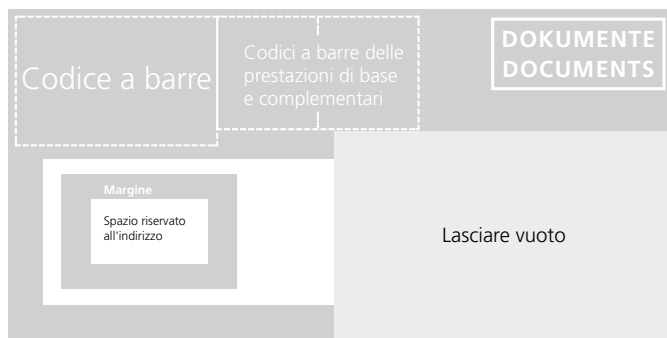 Codice a barre
Codici a barre delle
prestazioni di base
e complementari
DOKUMENTE
DOCUMENTS
Margine
Spazio riservato
all'indirizzo
Lasciare vuoto